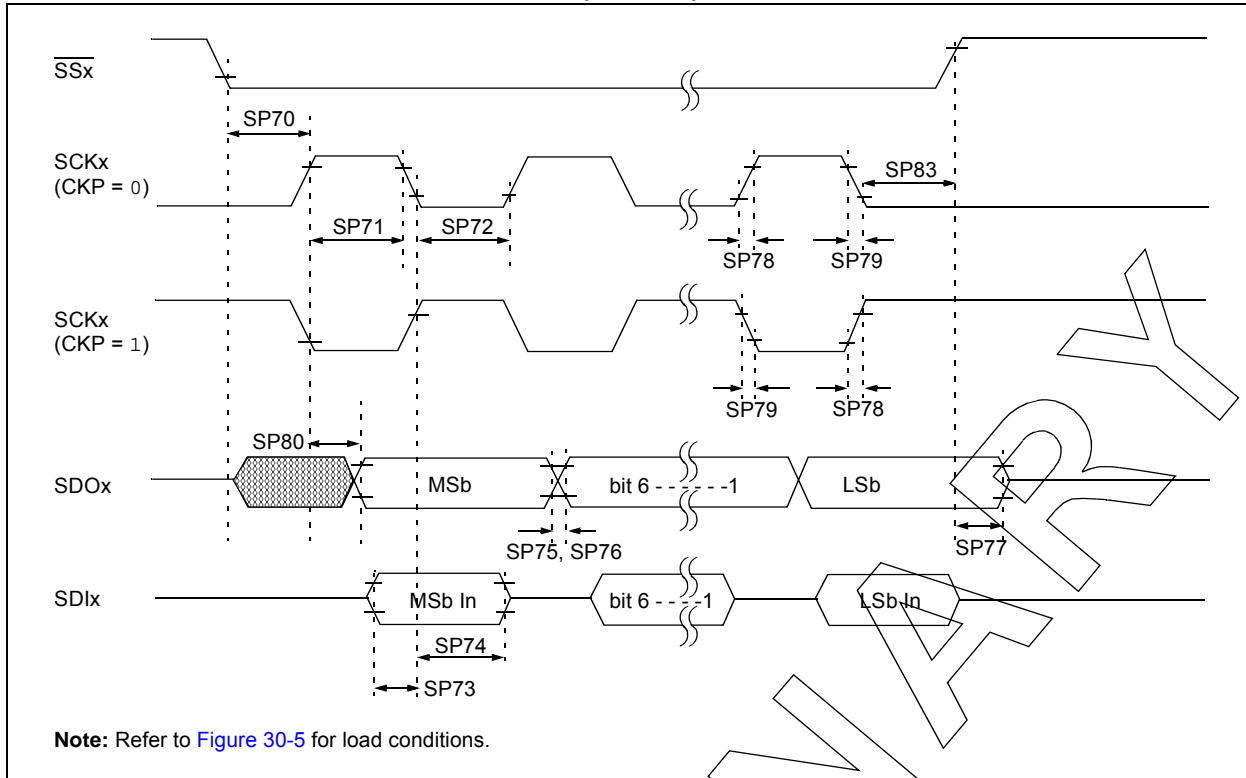 SSx
SP70
SCKx
(CKP = 0)
SP83
SP71
SP72
SP78
SP79
SCKx
(CKP = 1)
SP79
SP78
SP80
SDOx
MSb
bit 6 - - - - - -1
LSb
SP75, SP76
SP77
SDIx
MSb In
bit 6 - - - -1
LSb In
SP74
SP73
Note: Refer to Figure 30-5 for load conditions.
NARY